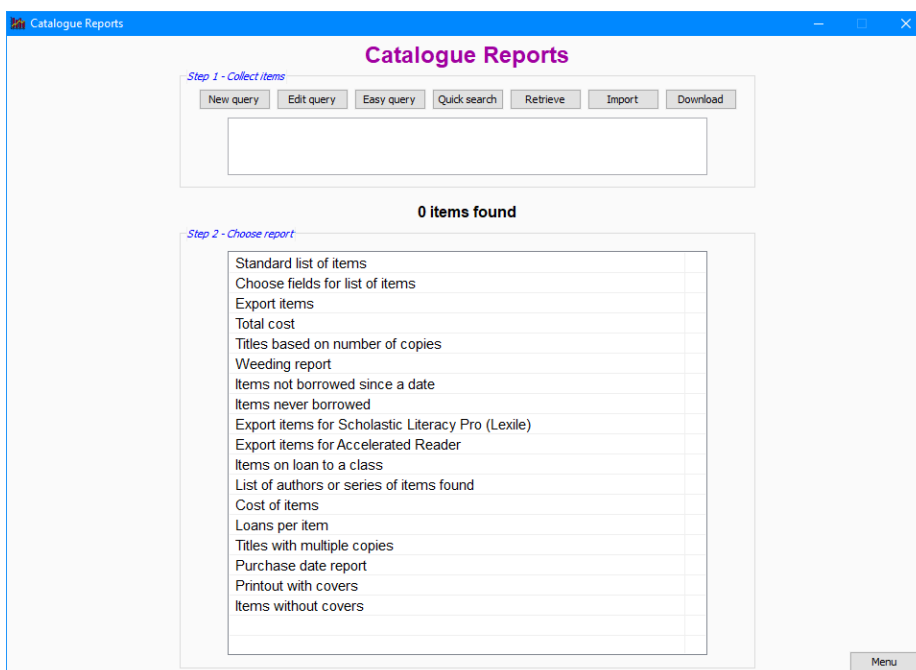 Catalogue Reports
Catalogue Reports
Step 1 - Collect items
New query Edit query Easy query Quick search Retrieve Import Download
0 items found
Step 2 - Choose report
Standard list of items
Choose fields for list of items
Export items
Total cost
Titles based on number of copies
Weeding report
Items not borrowed since a date
Items never borrowed
Export items for Scholastic Literacy Pro (Lexile)
Export items for Accelerated Reader
Items on loan to a class
List of authors or series of items found
Cost of items
Loans per item
Titles with multiple copies
Purchase date report
Printout with covers
Items without covers
Menu